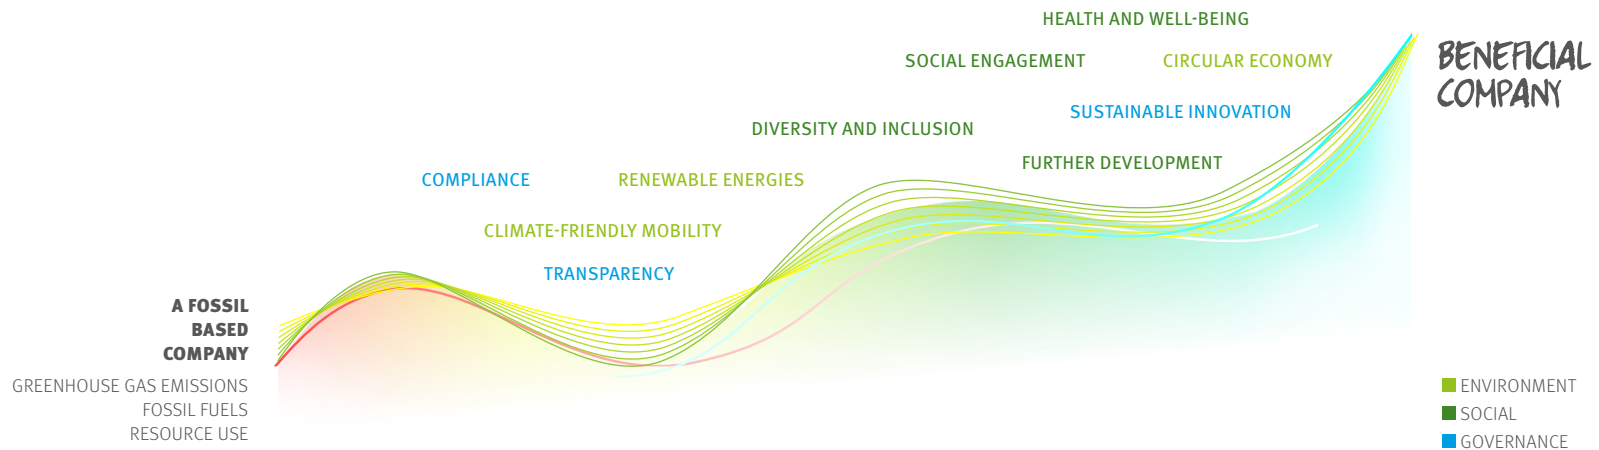 HEALTH AND WELL-BEING
SOCIAL ENGAGEMENT
CIRCULAR ECONOMY
BENEFICIAL
COMPANY
SUSTAINABLE INNOVATION
DIVERSITY AND INCLUSION
FURTHER DEVELOPMENT
COMPLIANCE
RENEWABLE ENERGIES
CLIMATE-FRIENDLY MOBILITY
TRANSPARENCY
A FOSSIL
BASED
COMPANY
GREENHOUSE GAS EMISSIONS
FOSSIL FUELS
RESOURCE USE
ENVIRONMENT
SOCIAL
GOVERNANCE